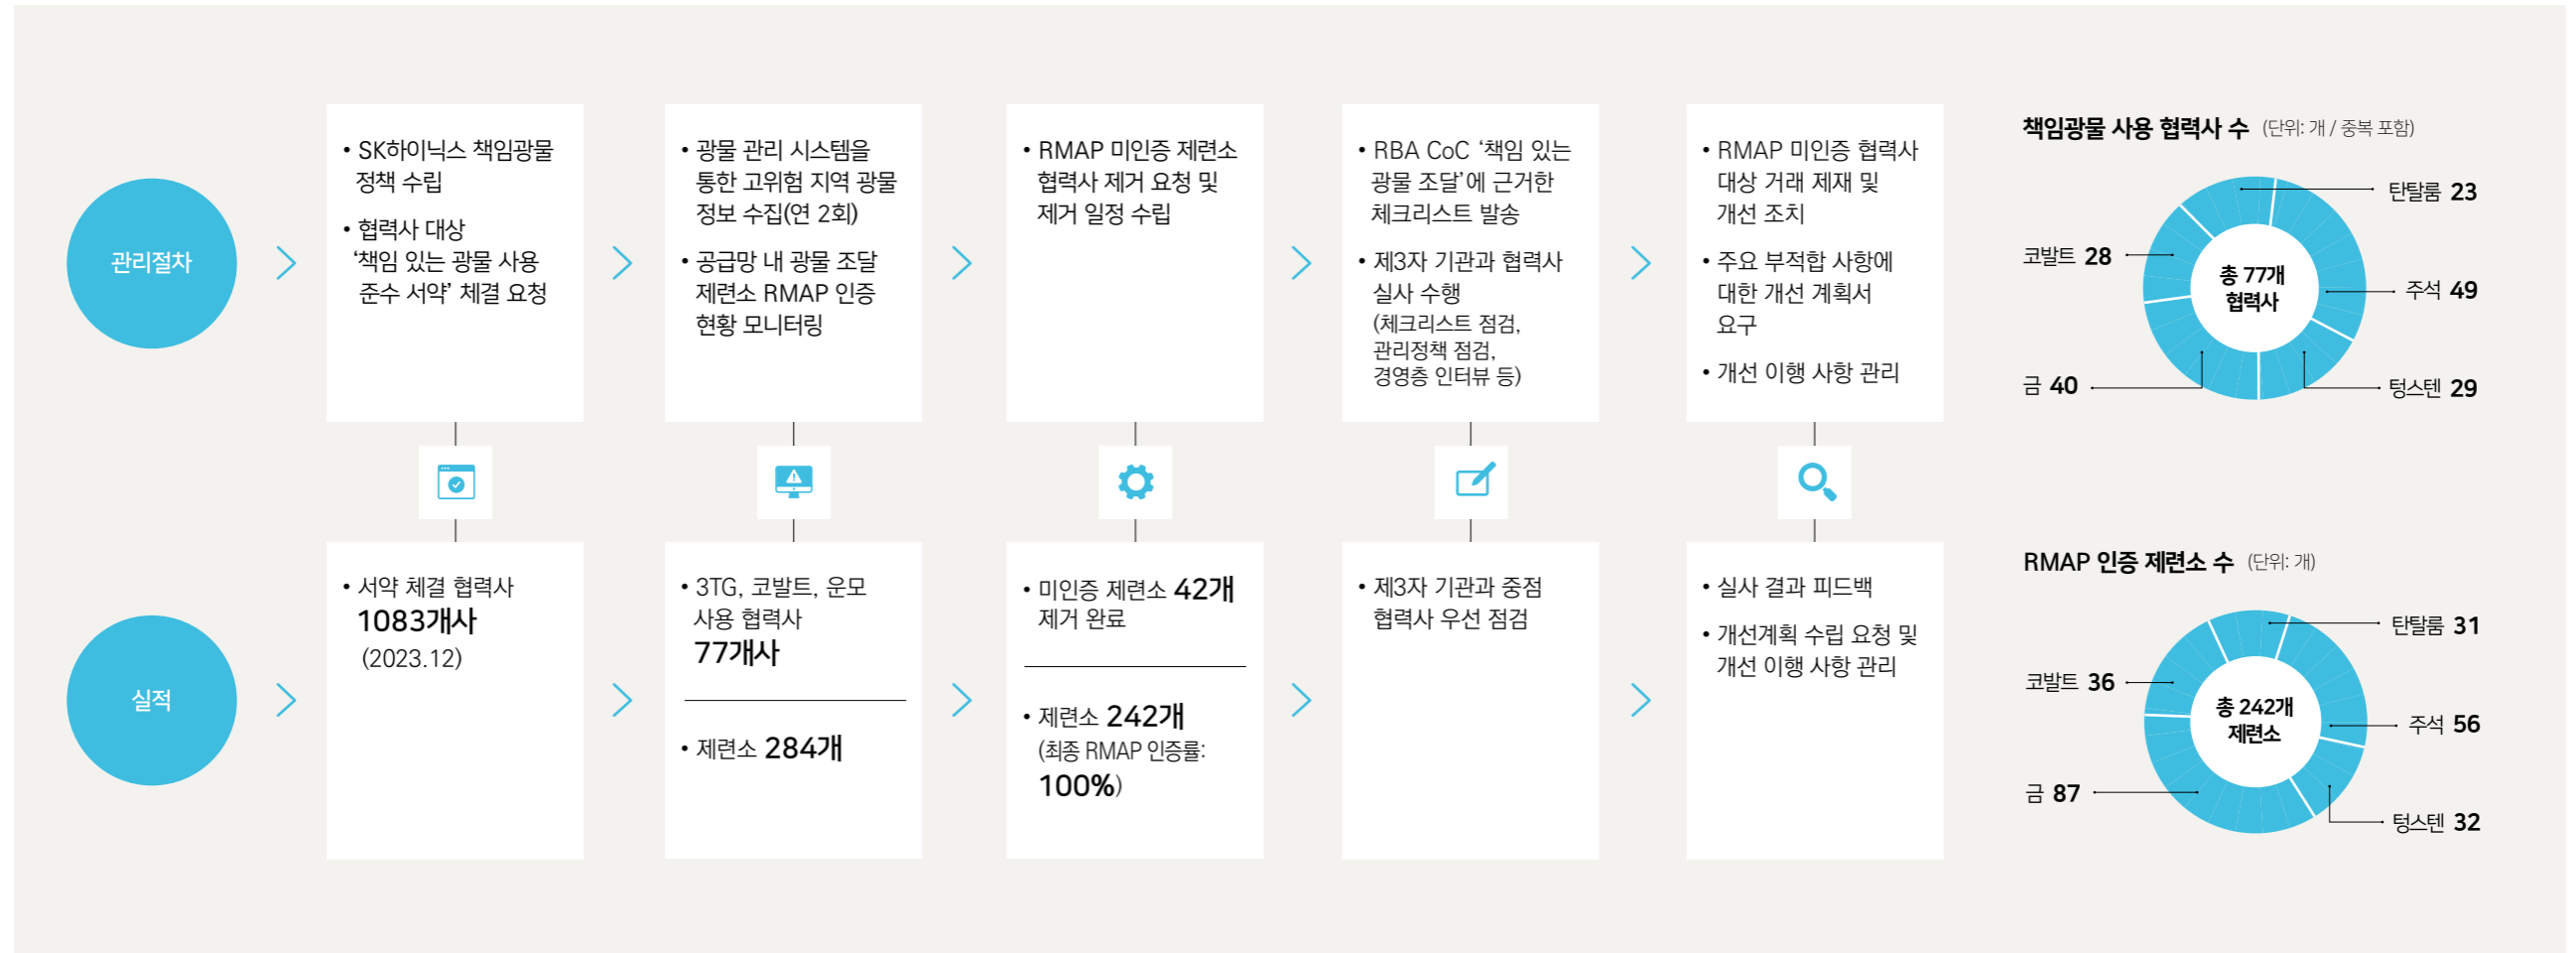 관리절차
• SK하이닉스 책임광물
정책 수립
• 협력사 대상
‘책임 있는 광물 사용
준수 서약’ 체결 요청
• 광물 관리 시스템을
통한 고위험 지역 광물
정보 수집(연 2회)
• 공급망 내 광물 조달
제련소 RMAP 인증
현황 모니터링
• RMAP 미인증 제련소
협력사 제거 요청 및
제거 일정 수립
• RBA CoC ‘책임 있는
광물 조달’에 근거한
체크리스트 발송
• 제3자 기관과 협력사
실사 수행
(체크리스트 점검,
관리정책 점검,
경영층 인터뷰 등)
• RMAP 미인증 협력사
대상 거래 제재 및
개선 조치
• 주요 부적합 사항에
대한 개선 계획서
요구
• 개선 이행 사항 관리
실적
• 서약 체결 협력사
1083개사
(2023.12)
• 3TG, 코발트, 운모
사용 협력사
77개사
• 제련소 284개
• 미인증 제련소 42개
제거 완료
• 제련소 242개
(최종 RMAP 인증률:
100%)
• 제3자 기관과 중점
협력사 우선 점검
• 실사 결과 피드백
• 개선계획 수립 요청 및
개선 이행 사항 관리
책임광물 사용 협력사 수 (단위: 개 / 중복 포함)
탄탈룸 23
코발트 28
총 77개
협력사
주석 49
금 40
텅스텐 29
RMAP 인증 제련소 수 (단위: 개)
탄탈룸 31
코발트 36
총 242개
제련소
주석 56
금 87
텅스텐 32